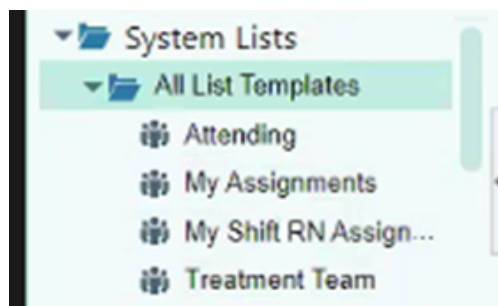 System Lists
All List Templates
Attending
My Assignments
My Shift RN Assign...
Treatment Team